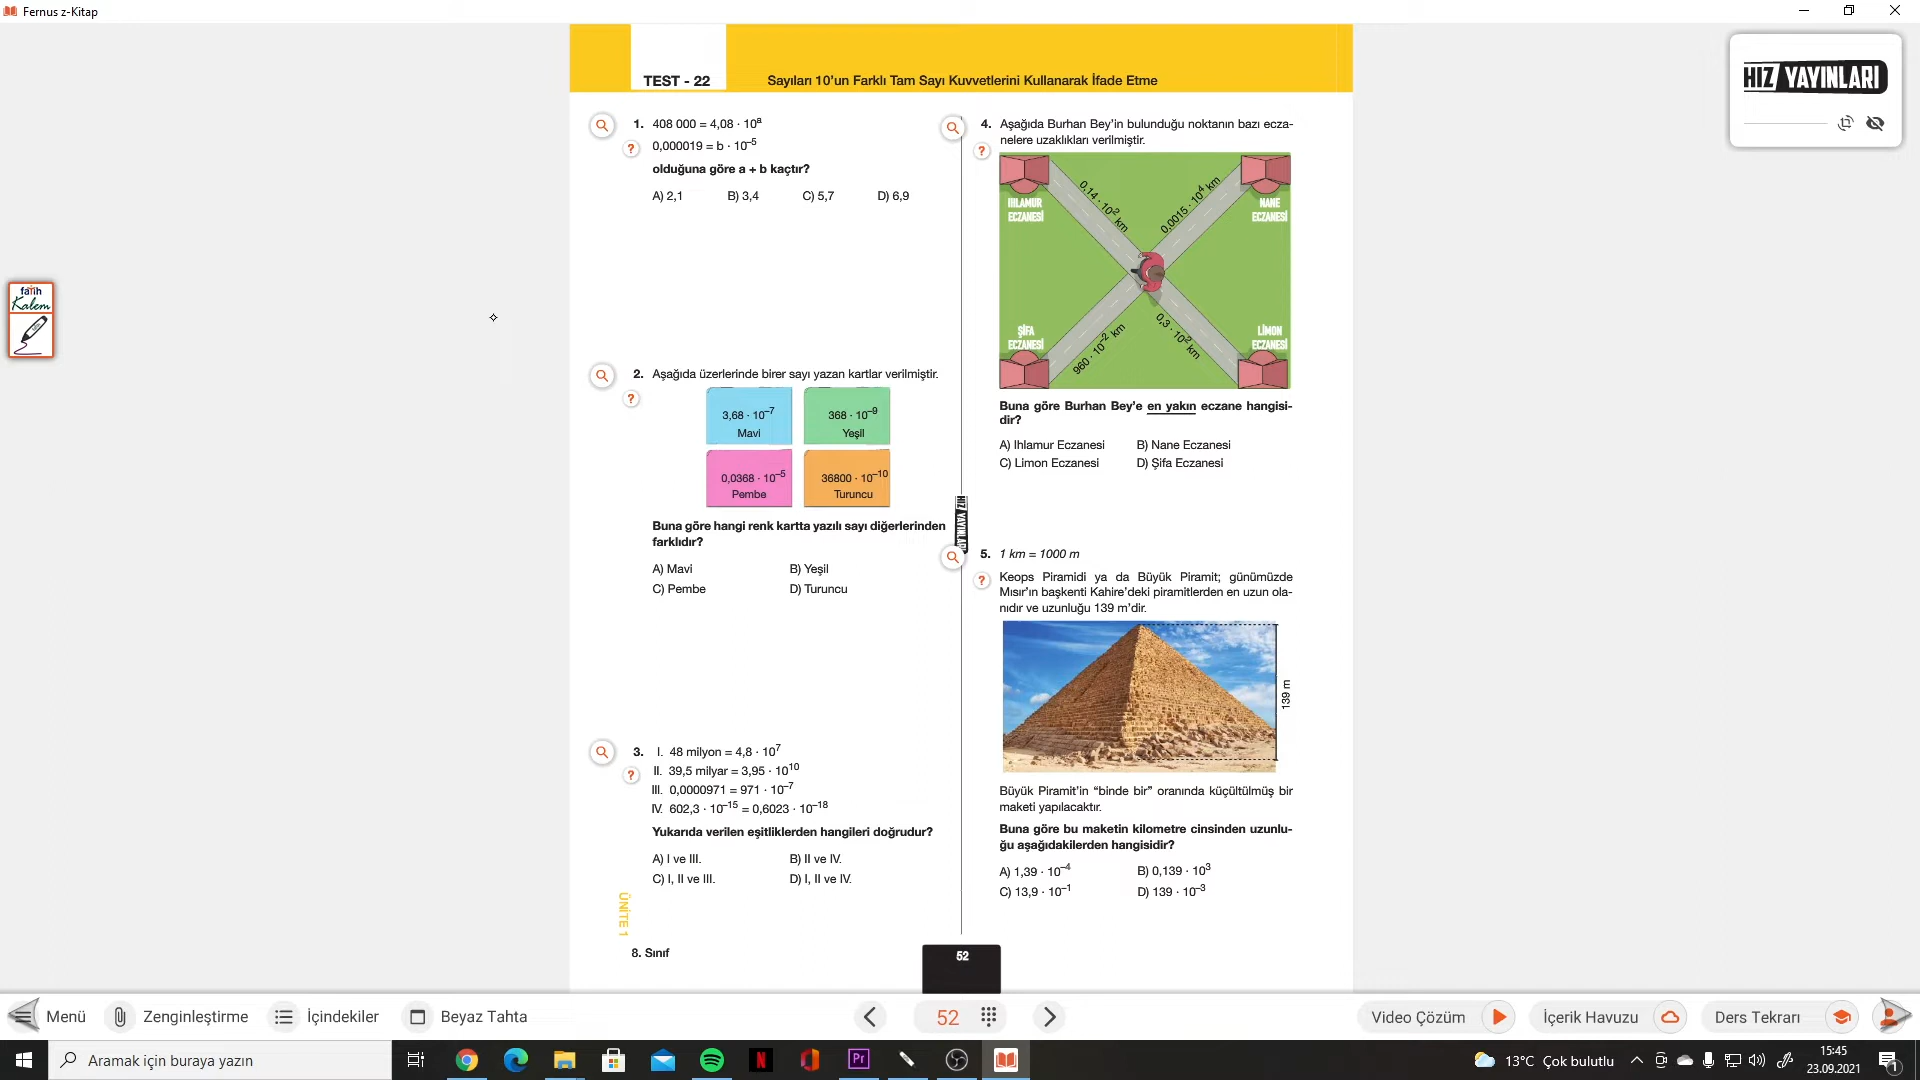 Fernus z-Kitap
TEST - 22
Sayıları 10'un Farklı Tam Sayı Kuvvetlerini Kullanarak İfade Etme
HIZ YAYINLARI
1. 408 000 = 4,08 · 10ᵃ
0,000019 = b · 10⁻⁵
olduğuna göre a + b kaçtır?
A) 2,1 B) 3,4 C) 5,7 D) 6,9
fatih
Kalem
2. Aşağıda üzerlerinde birer sayı yazan kartlar verilmiştir.
3,68 · 10⁻⁷
Mavi
368 · 10⁻⁹
Yeşil
0,0368 · 10⁻⁵
Pembe
36800 · 10⁻¹⁰
Turuncu
Buna göre hangi renk kartta yazılı sayı diğerlerinden
farklıdır?
A) Mavi B) Yeşil
C) Pembe D) Turuncu
3. I. 48 milyon = 4,8 · 10⁷
II. 39,5 milyar = 3,95 · 10¹⁰
III. 0,0000971 = 971 · 10⁻⁷
IV. 602,3 · 10⁻¹⁵ = 0,6023 · 10⁻¹⁸
Yukarıda verilen eşitliklerden hangileri doğrudur?
A) I ve III. B) II ve IV.
C) I, II ve III. D) I, II ve IV.
ÜNİTE 1
8. Sınıf
HIZ YAYINLARI
4. Aşağıda Burhan Bey'in bulunduğu noktanın bazı ecza-
nelere uzaklıkları verilmiştir.
IHLAMUR
ECZANESİ
0,14 · 10² km
0,0015 · 10⁴ km
NANE
ECZANESİ
ŞİFA
ECZANESİ
960 · 10⁻² km
0,3 · 10² km
LİMON
ECZANESİ
Buna göre Burhan Bey'e en yakın eczane hangisi-
dir?
A) Ihlamur Eczanesi B) Nane Eczanesi
C) Limon Eczanesi D) Şifa Eczanesi
5. 1 km = 1000 m
Keops Piramidi ya da Büyük Piramit; günümüzde
Mısır'ın başkenti Kahire'deki piramitlerden en uzun ola-
nıdır ve uzunluğu 139 m'dir.
139 m
Büyük Piramit'in “binde bir” oranında küçültülmüş bir
maketi yapılacaktır.
Buna göre bu maketin kilometre cinsinden uzunlu-
ğu aşağıdakilerden hangisidir?
A) 1,39 · 10⁻⁴ B) 0,139 · 10³
C) 13,9 · 10⁻¹ D) 139 · 10⁻³
52
Menü Zenginleştirme İçindekiler Beyaz Tahta 52 Video Çözüm İçerik Havuzu Ders Tekrarı
Aramak için buraya yazın
Pr
13°C Çok bulutlu
15:45
23.09.2021
1